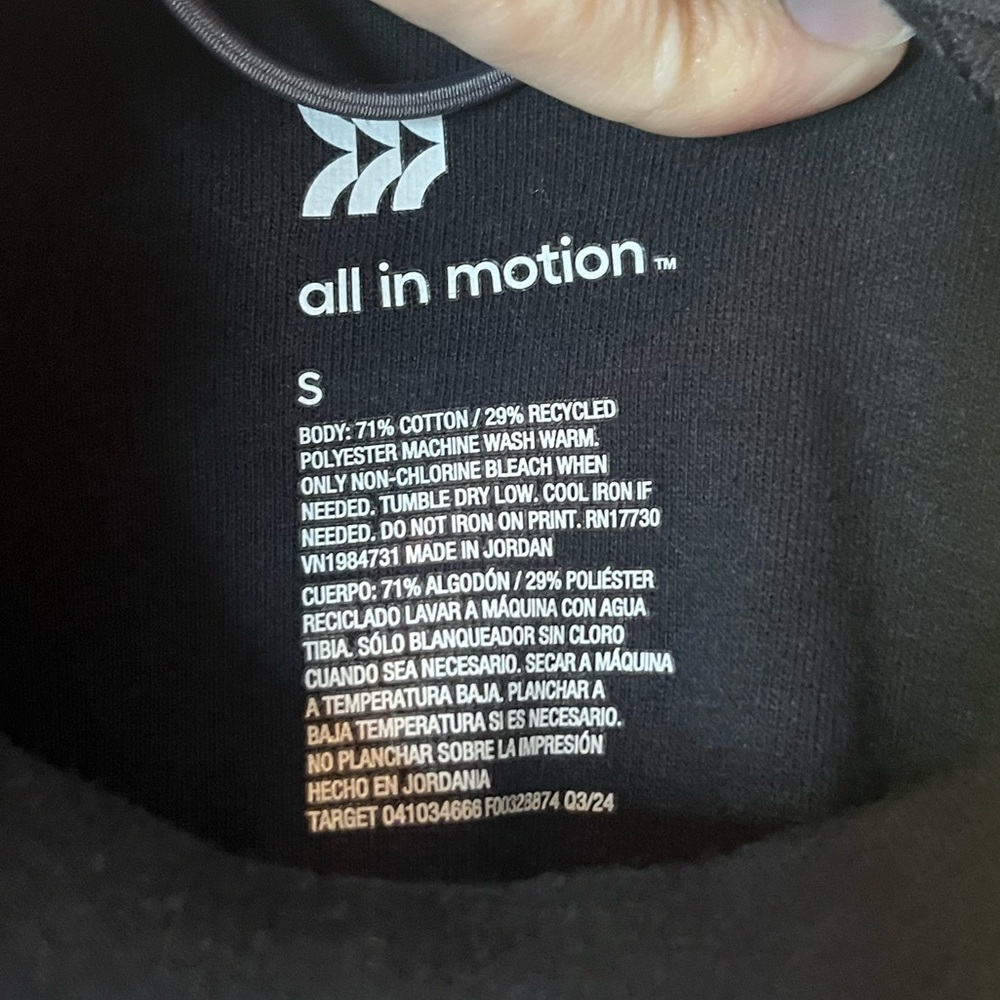 all in motion™
S
BODY: 71% COTTON / 29% RECYCLED
POLYESTER MACHINE WASH WARM.
ONLY NON-CHLORINE BLEACH WHEN
NEEDED. TUMBLE DRY LOW. COOL IRON IF
NEEDED. DO NOT IRON ON PRINT. RN17730
VN1984731 MADE IN JORDAN
CUERPO: 71% ALGODÓN / 29% POLIÉSTER
RECICLADO LAVAR A MÁQUINA CON AGUA
TIBIA. SÓLO BLANQUEADOR SIN CLORO
CUANDO SEA NECESARIO. SECAR A MÁQUINA
A TEMPERATURA BAJA. PLANCHAR A
BAJA TEMPERATURA SI ES NECESARIO.
NO PLANCHAR SOBRE LA IMPRESIÓN
HECHO EN JORDANIA
TARGET 041034666 F00328874 Q3/24